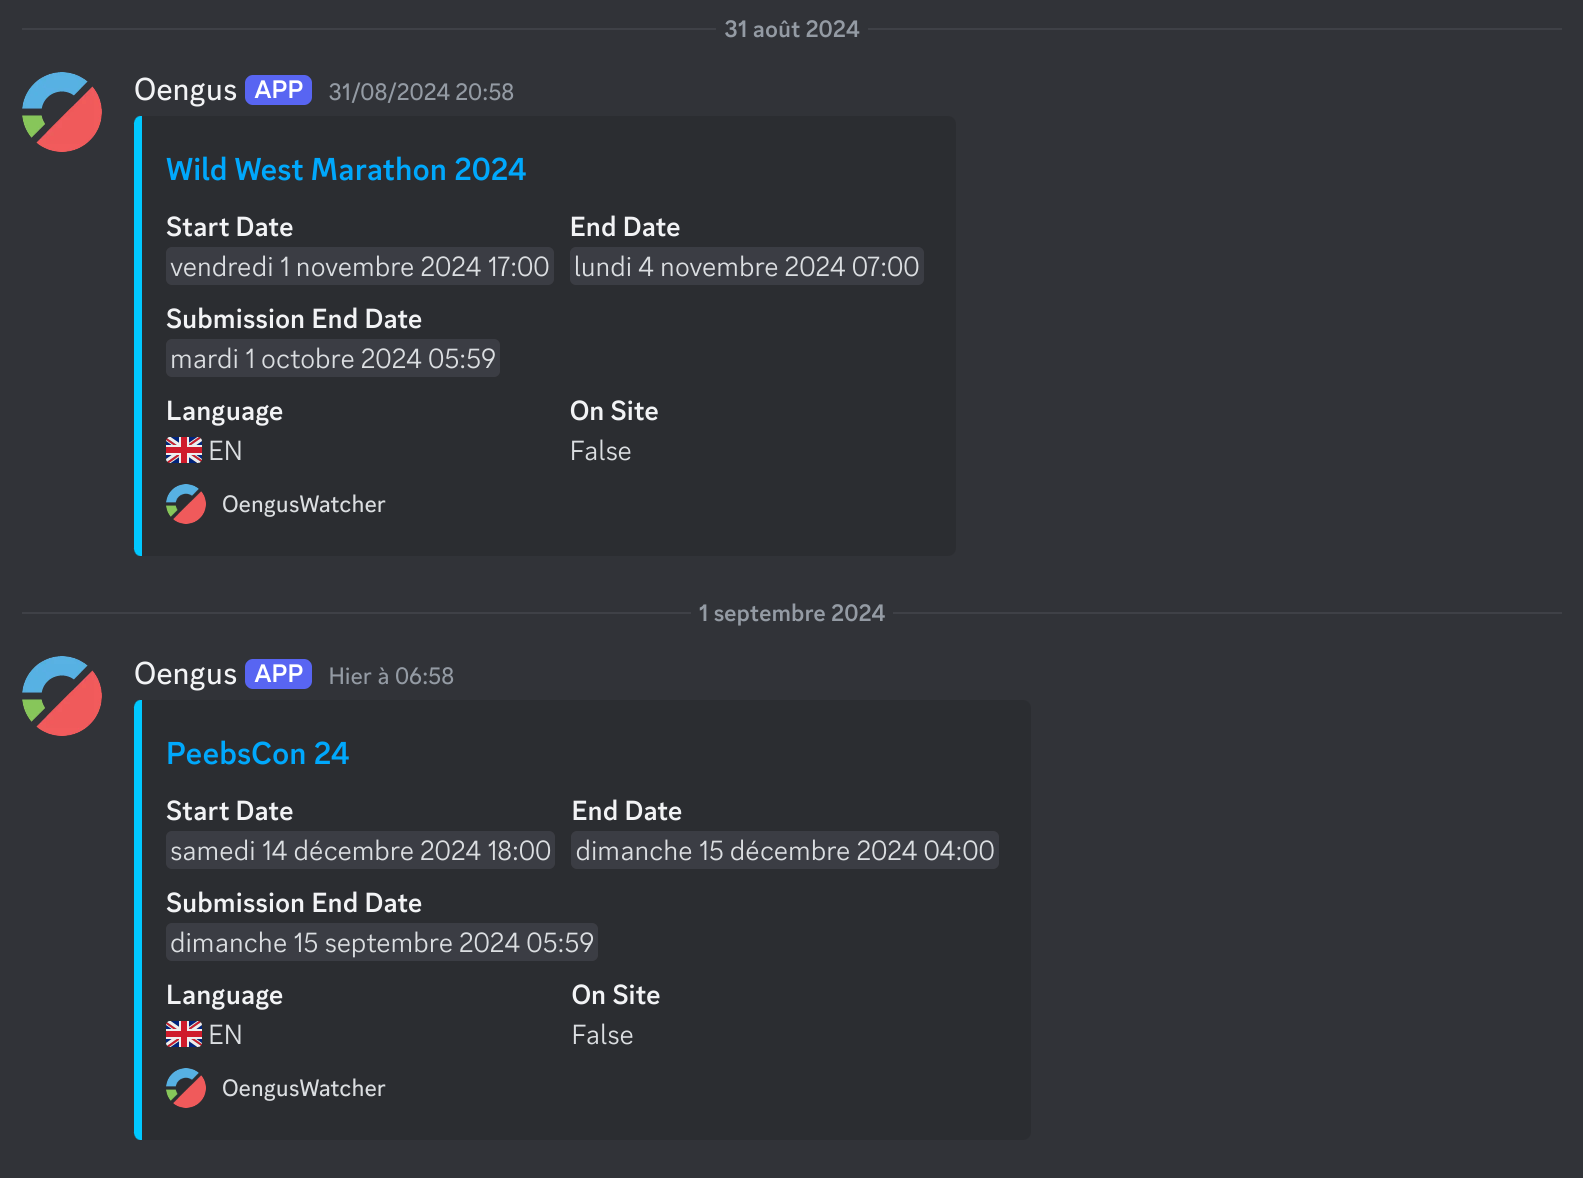 31 août 2024
Oengus APP 31/08/2024 20:58
Wild West Marathon 2024
Start Date End Date
vendredi 1 novembre 2024 17:00 lundi 4 novembre 2024 07:00
Submission End Date
mardi 1 octobre 2024 05:59
Language On Site
EN False
OengusWatcher
1 septembre 2024
Oengus APP Hier à 06:58
PeebsCon 24
Start Date End Date
samedi 14 décembre 2024 18:00 dimanche 15 décembre 2024 04:00
Submission End Date
dimanche 15 septembre 2024 05:59
Language On Site
EN False
OengusWatcher